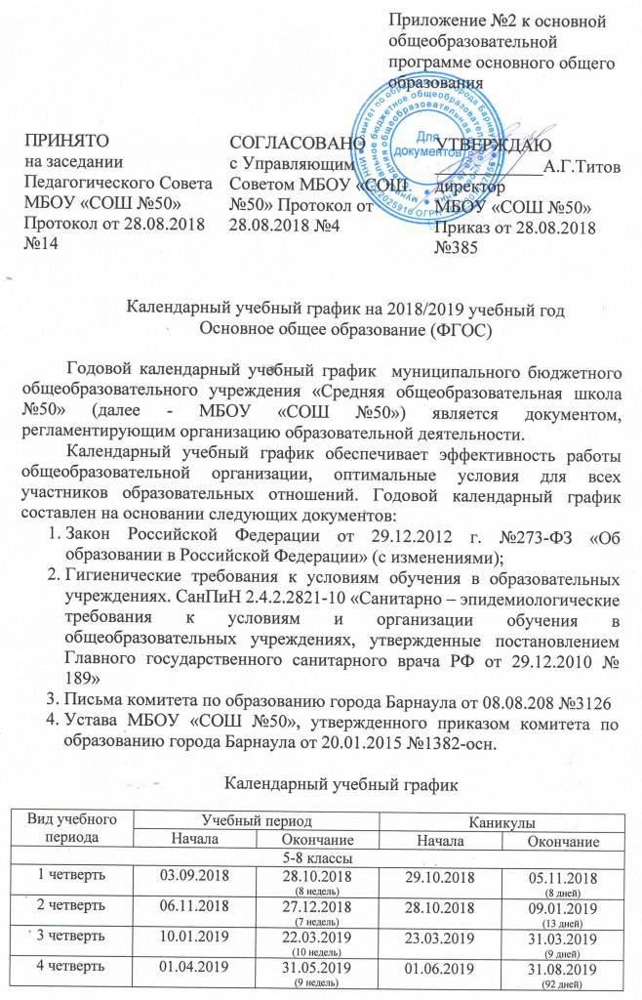 Приложение №2 к основной
общеобразовательной
программе основного общего
образования
ПРИНЯТО
на заседании
Педагогического Совета
МБОУ «СОШ №50»
Протокол от 28.08.2018
№14
СОГЛАСОВАНО
с Управляющим
Советом МБОУ «СОШ
№50» Протокол от
28.08.2018 №4
УТВЕРЖДАЮ
____________А.Г.Титов
директор
МБОУ «СОШ №50»
Приказ от 28.08.2018
№385
Для
документов
Календарный учебный график на 2018/2019 учебный год
Основное общее образование (ФГОС)
Годовой календарный учебный график муниципального бюджетного
общеобразовательного учреждения «Средняя общеобразовательная школа
№50» (далее - МБОУ «СОШ №50») является документом,
регламентирующим организацию образовательной деятельности.
Календарный учебный график обеспечивает эффективность работы
общеобразовательной организации, оптимальные условия для всех
участников образовательных отношений. Годовой календарный график
составлен на основании следующих документов:
1. Закон Российской Федерации от 29.12.2012 г. №273-ФЗ «Об
образовании в Российской Федерации» (с изменениями);
2. Гигиенические требования к условиям обучения в образовательных
учреждениях. СанПиН 2.4.2.2821-10 «Санитарно – эпидемиологические
требования к условиям и организации обучения в
общеобразовательных учреждениях, утвержденные постановлением
Главного государственного санитарного врача РФ от 29.12.2010 №
189»
3. Письма комитета по образованию города Барнаула от 08.08.208 №3126
4. Устава МБОУ «СОШ №50», утвержденного приказом комитета по
образованию города Барнаула от 20.01.2015 №1382-осн.
Календарный учебный график
Вид учебного периода Учебный период Каникулы
Начала Окончание Начала Окончание
5-8 классы
1 четверть 03.09.2018 28.10.2018 29.10.2018 05.11.2018
(8 недель) (8 дней)
2 четверть 06.11.2018 27.12.2018 28.10.2018 09.01.2019
(7 недель) (13 дней)
3 четверть 10.01.2019 22.03.2019 23.03.2019 31.03.2019
(10 недель) (9 дней)
4 четверть 01.04.2019 31.05.2019 01.06.2019 31.08.2019
(9 недель) (92 дней)